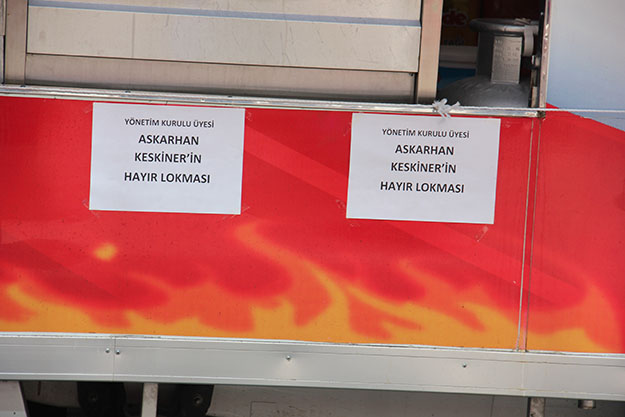 YÖNETİM KURULU ÜYESİ
ASKARHAN
KESKİNER'İN
HAYIR LOKMASI
YÖNETİM KURULU ÜYESİ
ASKARHAN
KESKİNER'İN
HAYIR LOKMASI